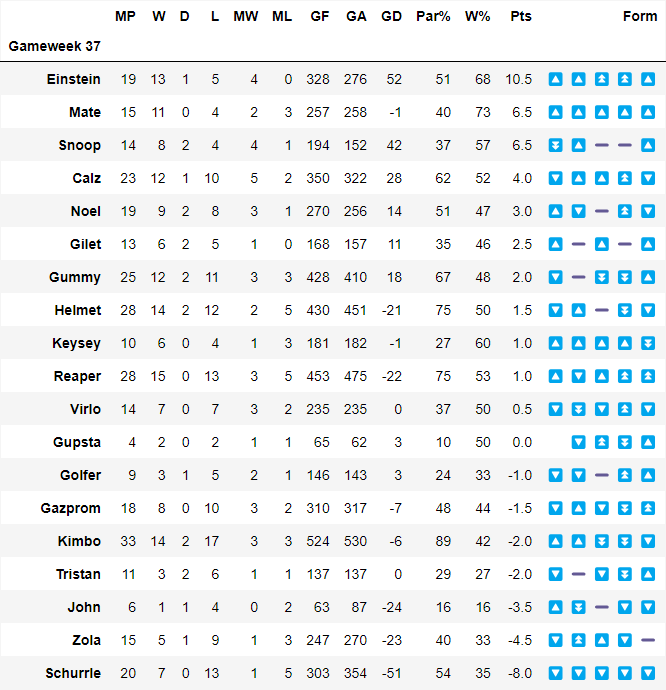 MP W D L MW ML GF GA GD Par% W% Pts Form
Gameweek 37
Einstein 19 13 1 5 4 0 328 276 52 51 68 10.5 🔼 🔼 ⏫ ⏫ 🔼
Mate 15 11 0 4 2 3 257 258 -1 40 73 6.5 🔼 🔼 🔼 🔼 🔼
Snoop 14 8 2 4 4 1 194 152 42 37 57 6.5 ⏬ 🔼 ➖ ➖ 🔼
Calz 23 12 1 10 5 2 350 322 28 62 52 4.0 🔽 🔼 🔼 ⏫ 🔽
Noel 19 9 2 8 3 1 270 256 14 51 47 3.0 🔼 🔽 ➖ ⏫ 🔽
Gilet 13 6 2 5 1 0 168 157 11 35 46 2.5 🔼 ➖ 🔼 ➖ 🔼
Gummy 25 12 2 11 3 3 428 410 18 67 48 2.0 🔽 ➖ ⏬ ⏬ 🔼
Helmet 28 14 2 12 2 5 430 451 -21 75 50 1.5 🔽 🔼 ➖ ⏬ 🔽
Keysey 10 6 0 4 1 3 181 182 -1 27 60 1.0 🔼 🔼 🔼 🔼 ⏬
Reaper 28 15 0 13 3 5 453 475 -22 75 53 1.0 🔼 🔽 🔼 ⏫ ⏫
Virlo 14 7 0 7 3 2 235 235 0 37 50 0.5 🔽 ⏬ 🔽 ⏫ 🔽
Gupsta 4 2 0 2 1 1 65 62 3 10 50 0.0 🔽 ⏫ ⏬ 🔼
Golfer 9 3 1 5 2 1 146 143 3 24 33 -1.0 🔽 🔽 ➖ ⏫ 🔼
Gazprom 18 8 0 10 3 2 310 317 -7 48 44 -1.5 🔽 🔼 🔽 ⏬ ⏫
Kimbo 33 14 2 17 3 3 524 530 -6 89 42 -2.0 🔼 🔼 ⏬ ⏬ 🔽
Tristan 11 3 2 6 1 1 137 137 0 29 27 -2.0 🔽 ➖ 🔽 ⏬ 🔼
John 6 1 1 4 0 2 63 87 -24 16 16 -3.5 🔼 ⏬ ➖ 🔽 🔽
Zola 15 5 1 9 1 3 247 270 -23 40 33 -4.5 🔽 ⏫ 🔼 🔽 ➖
Schurrle 20 7 0 13 1 5 303 354 -51 54 35 -8.0 🔽 🔽 🔽 🔽 🔽